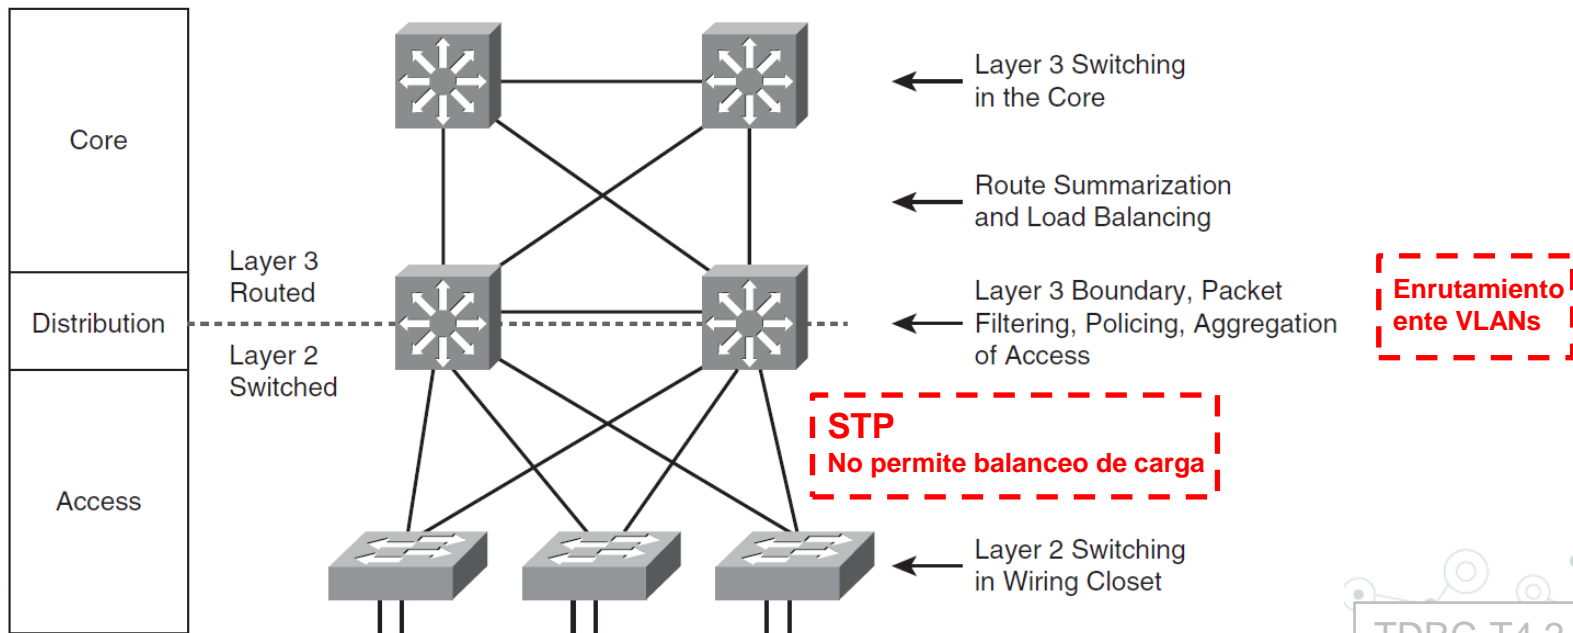 Core
Distribution
Access
Layer 3
Routed
Layer 2
Switched
Layer 3 Switching
in the Core
Route Summarization
and Load Balancing
Layer 3 Boundary, Packet
Filtering, Policing, Aggregation
of Access
Enrutamiento
ente VLANs
STP
No permite balanceo de carga
Layer 2 Switching
in Wiring Closet